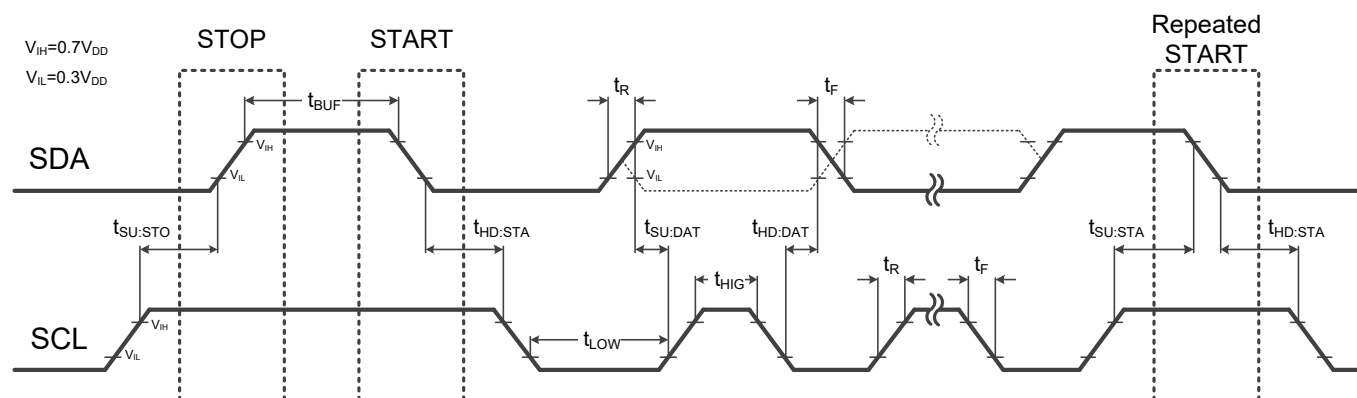 STOP
START
Repeated
START
VIH=0.7VDD
VIL=0.3VDD
tBUF
tR
tF
SDA
VIH
VIL
VIH
VIL
tSU:STO
tHD:STA
tSU:DAT
tHD:DAT
tSU:STA
tHD:STA
tHIG
tR
tF
SCL
VIH
VIL
tLOW